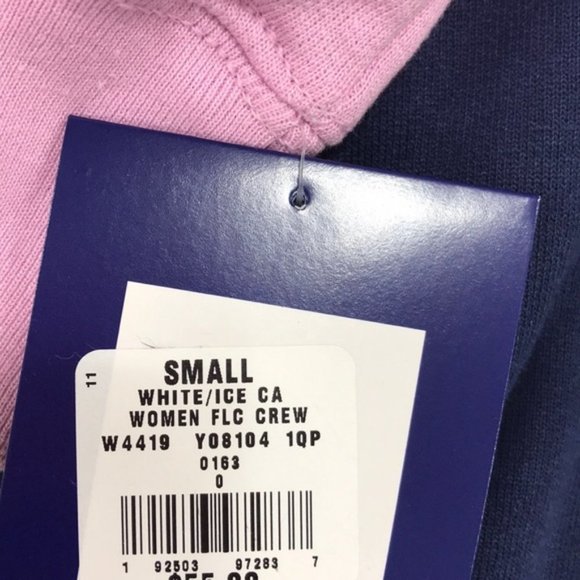 11
SMALL
WHITE/ICE CA
WOMEN FLC CREW
W4419 Y08104 1QP
0163
0
1 92503 97283 7